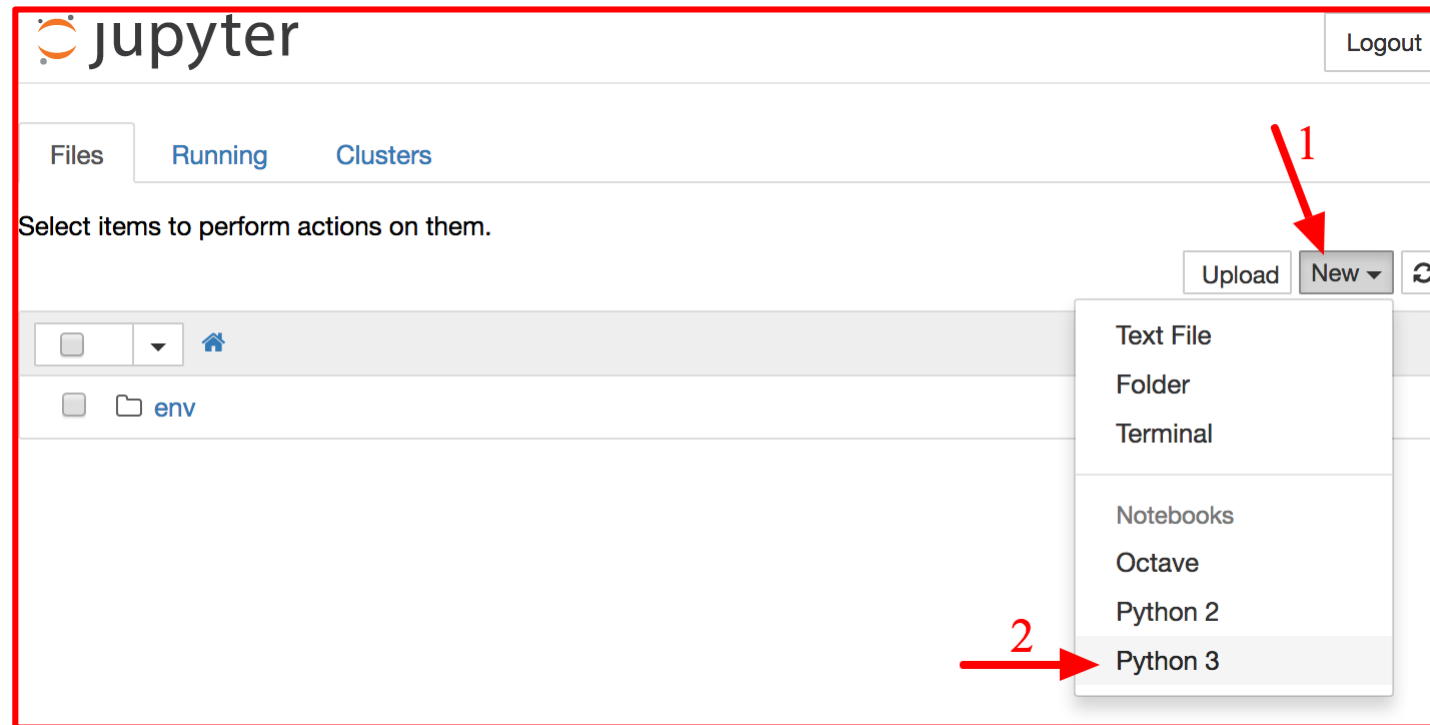 jupyter
Logout
Files Running Clusters
1
Select items to perform actions on them.
Upload New
Text File
Folder
env
Terminal
Notebooks
Octave
Python 2
2
Python 3